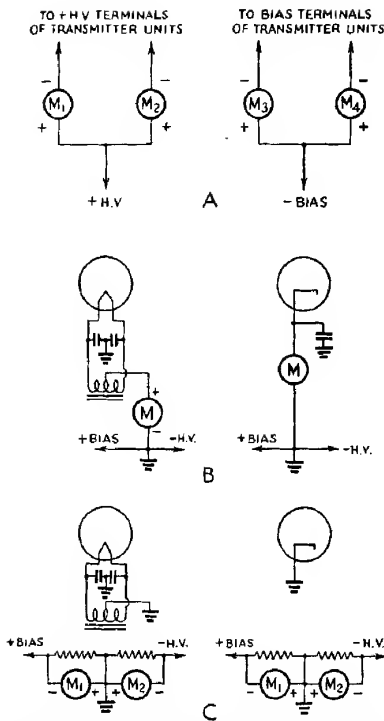 TO +HV TERMINALS
OF TRANSMITTER UNITS
TO BIAS TERMINALS
OF TRANSMITTER UNITS
− − − −
M1 M2 M3 M4
+ + + +
+H.V
A
−BIAS
+
M
M
−
+BIAS
−H.V.
+BIAS
−H.V.
B
+BIAS
−H.V.
+BIAS
−H.V.
− M1 + + M2 −
− M1 + + M2 −
C